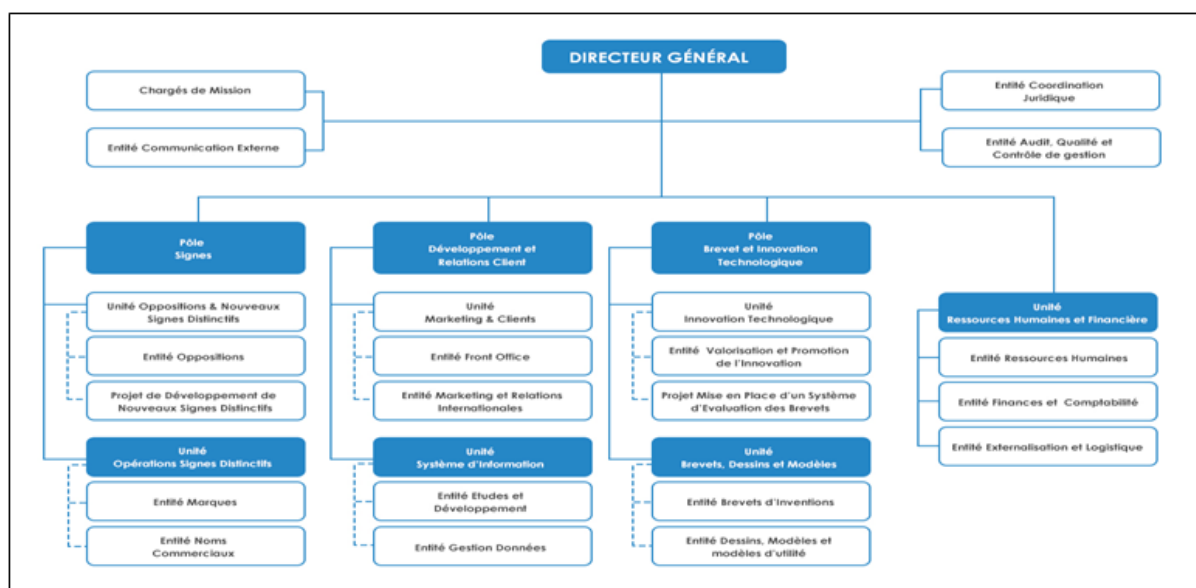 DIRECTEUR GÉNÉRAL
Chargés de Mission
Entité Communication Externe
Entité Coordination
Juridique
Entité Audit, Qualité et
Contrôle de gestion
Pôle
Signes
Unité Oppositions & Nouveaux
Signes Distinctifs
Entité Oppositions
Projet de Développement de
Nouveaux Signes Distinctifs
Unité
Opérations Signes Distinctifs
Entité Marques
Entité Noms
Commerciaux
Pôle
Développement et
Relations Client
Unité
Marketing & Clients
Entité Front Office
Entité Marketing et Relations
Internationales
Unité
Système d'Information
Entité Etudes et
Développement
Entité Gestion Données
Pôle
Brevet et Innovation
Technologique
Unité
Innovation Technologique
Entité Valorisation et Promotion
de l'Innovation
Projet Mise en Place d'un Système
d'Evaluation des Brevets
Unité
Brevets, Dessins et Modèles
Entité Brevets d'Inventions
Entité Dessins, Modèles et
modèles d'utilité
Unité
Ressources Humaines et Financière
Entité Ressources Humaines
Entité Finances et Comptabilité
Entité Externalisation et Logistique